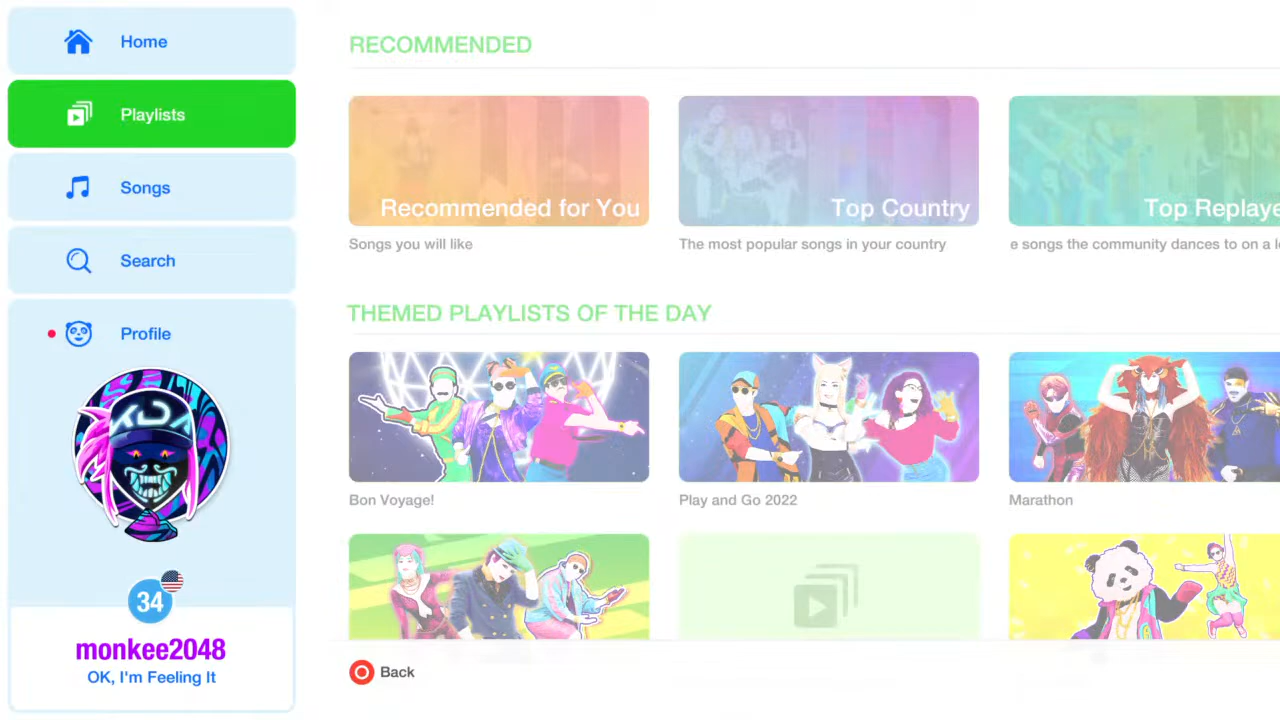 Home
Playlists
Songs
Search
Profile
34
monkee2048
OK, I'm Feeling It
RECOMMENDED
Recommended for You
Top Country
Top Replaye
Songs you will like
The most popular songs in your country
e songs the community dances to on a l
THEMED PLAYLISTS OF THE DAY
Bon Voyage!
Play and Go 2022
Marathon
Back